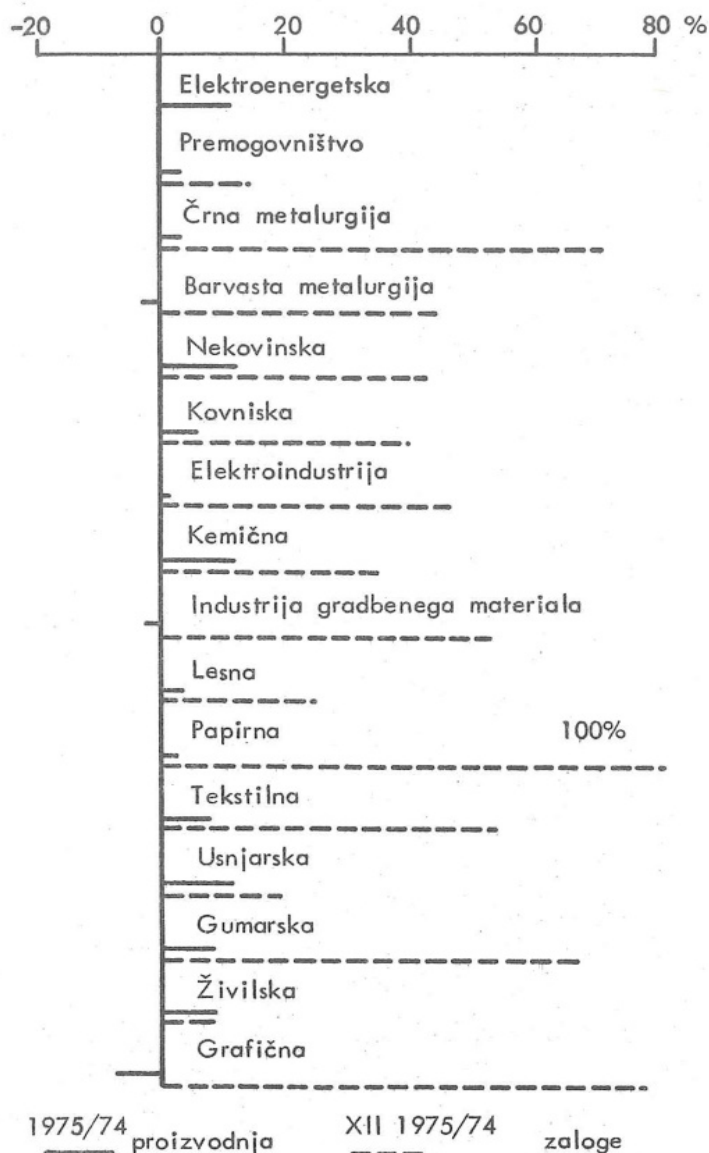 -20 0 20 40 60 80 %
Elektroenergetska
Premogovništvo
Črna metalurgija
Barvasta metalurgija
Nekovinska
Kovniska
Elektroindustrija
Kemična
Industrija gradbenega materiala
Lesna
Papirna 100%
Tekstilna
Usnjarska
Gumarska
Živilska
Grafična
1975/74 proizvodnja XII 1975/74 zaloge